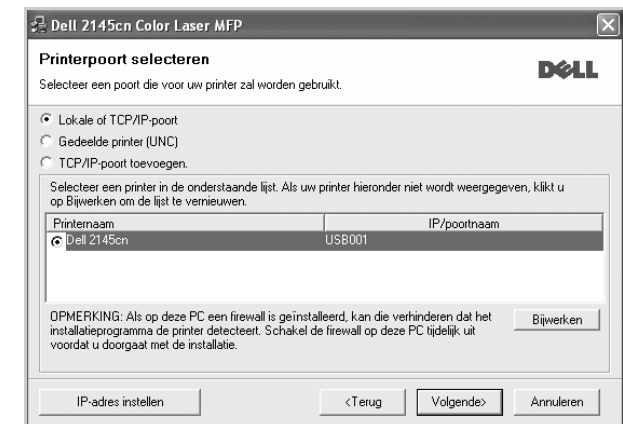 Dell 2145cn Color Laser MFP
Printerpoort selecteren
Selecteer een poort die voor uw printer zal worden gebruikt.
DELL
Lokale of TCP/IP-poort
Gedeelde printer (UNC)
TCP/IP-poort toevoegen.
Selecteer een printer in de onderstaande lijst. Als uw printer hieronder niet wordt weergegeven, klikt u
op Bijwerken om de lijst te vernieuwen.
Printernaam IP/poortnaam
Dell 2145cn USB001
OPMERKING: Als op deze PC een firewall is geïnstalleerd, kan die verhinderen dat het
installatieprogramma de printer detecteert. Schakel de firewall op deze PC tijdelijk uit
voordat u doorgaat met de installatie.
Bijwerken
IP-adres instellen <Terug Volgende> Annuleren